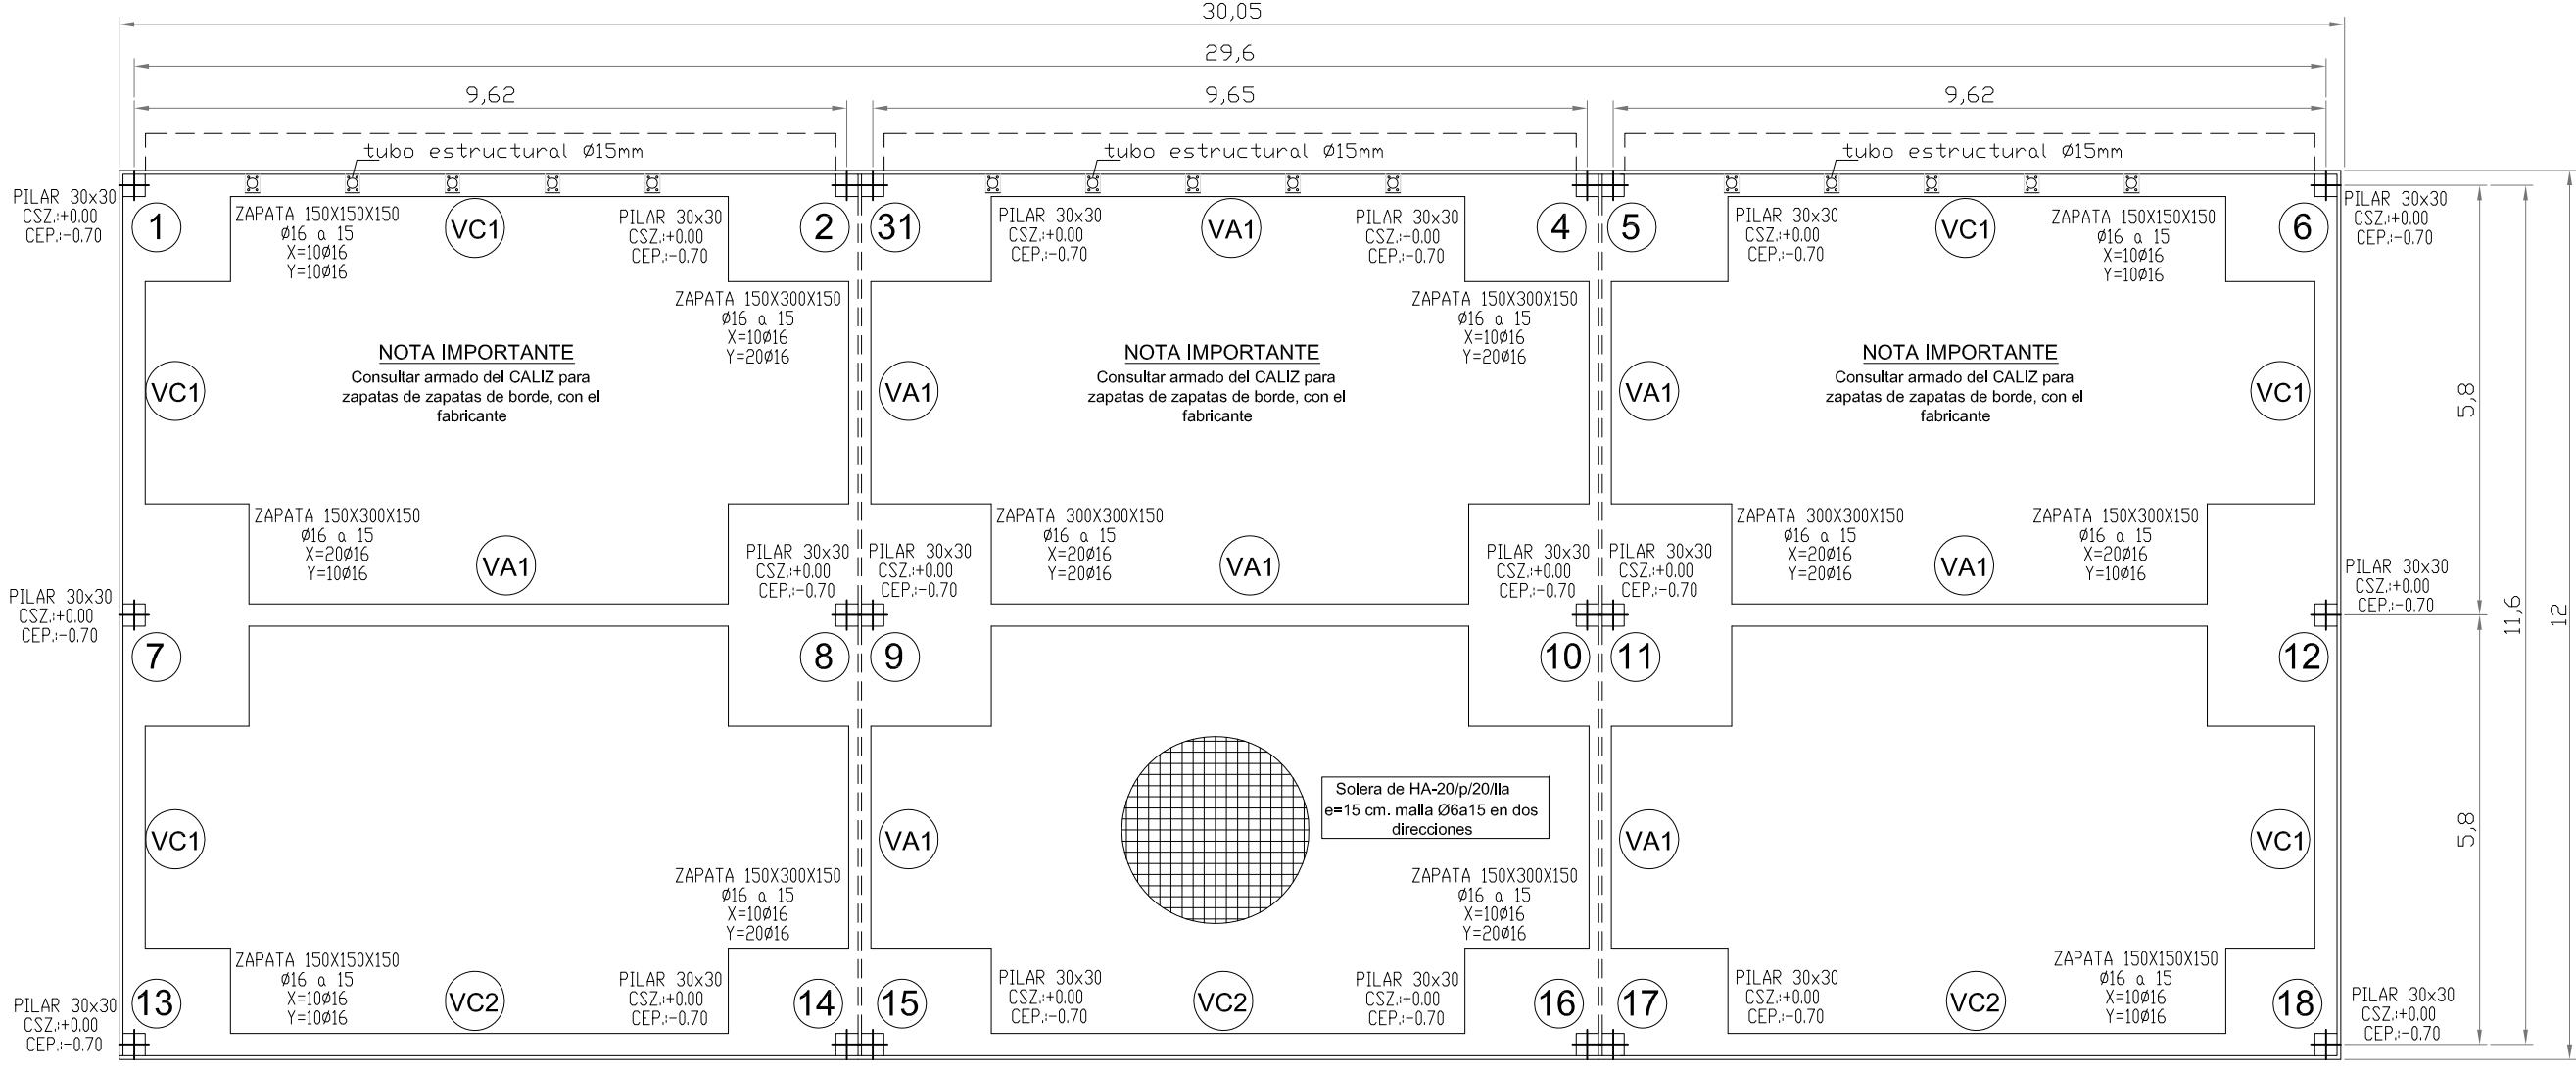 30,05
29,6
9,62
9,65
9,62
tubo estructural Ø15mm
tubo estructural Ø15mm
tubo estructural Ø15mm
PILAR 30x30
CSZ.:+0.00
CEP.:-0.70
1
ZAPATA 150X150X150
Ø16 a 15
X=10Ø16
Y=10Ø16
VC1
PILAR 30x30
CSZ.:+0.00
CEP.:-0.70
2
31
PILAR 30x30
CSZ.:+0.00
CEP.:-0.70
VA1
PILAR 30x30
CSZ.:+0.00
CEP.:-0.70
4
5
PILAR 30x30
CSZ.:+0.00
CEP.:-0.70
VC1
ZAPATA 150X150X150
Ø16 a 15
X=10Ø16
Y=10Ø16
6
PILAR 30x30
CSZ.:+0.00
CEP.:-0.70
ZAPATA 150X300X150
Ø16 a 15
X=10Ø16
Y=20Ø16
ZAPATA 150X300X150
Ø16 a 15
X=10Ø16
Y=20Ø16
NOTA IMPORTANTE
Consultar armado del CALIZ para
zapatas de zapatas de borde, con el
fabricante
NOTA IMPORTANTE
Consultar armado del CALIZ para
zapatas de zapatas de borde, con el
fabricante
NOTA IMPORTANTE
Consultar armado del CALIZ para
zapatas de zapatas de borde, con el
fabricante
VC1
VA1
VA1
VC1
5,8
ZAPATA 150X300X150
Ø16 a 15
X=20Ø16
Y=10Ø16
VA1
ZAPATA 300X300X150
Ø16 a 15
X=20Ø16
Y=20Ø16
VA1
ZAPATA 300X300X150
Ø16 a 15
X=20Ø16
Y=20Ø16
VA1
ZAPATA 150X300X150
Ø16 a 15
X=20Ø16
Y=10Ø16
PILAR 30x30
CSZ.:+0.00
CEP.:-0.70
PILAR 30x30
CSZ.:+0.00
CEP.:-0.70
PILAR 30x30
CSZ.:+0.00
CEP.:-0.70
PILAR 30x30
CSZ.:+0.00
CEP.:-0.70
PILAR 30x30
CSZ.:+0.00
CEP.:-0.70
PILAR 30x30
CSZ.:+0.00
CEP.:-0.70
11,6
12
7
8
9
10
11
12
VC1
VA1
Solera de HA-20/p/20/IIa
e=15 cm. malla Ø6a15 en dos
direcciones
VA1
VC1
5,8
ZAPATA 150X300X150
Ø16 a 15
X=10Ø16
Y=20Ø16
ZAPATA 150X300X150
Ø16 a 15
X=10Ø16
Y=20Ø16
PILAR 30x30
CSZ.:+0.00
CEP.:-0.70
13
ZAPATA 150X150X150
Ø16 a 15
X=10Ø16
Y=10Ø16
VC2
PILAR 30x30
CSZ.:+0.00
CEP.:-0.70
14
15
PILAR 30x30
CSZ.:+0.00
CEP.:-0.70
VC2
PILAR 30x30
CSZ.:+0.00
CEP.:-0.70
16
17
PILAR 30x30
CSZ.:+0.00
CEP.:-0.70
VC2
ZAPATA 150X150X150
Ø16 a 15
X=10Ø16
Y=10Ø16
18
PILAR 30x30
CSZ.:+0.00
CEP.:-0.70